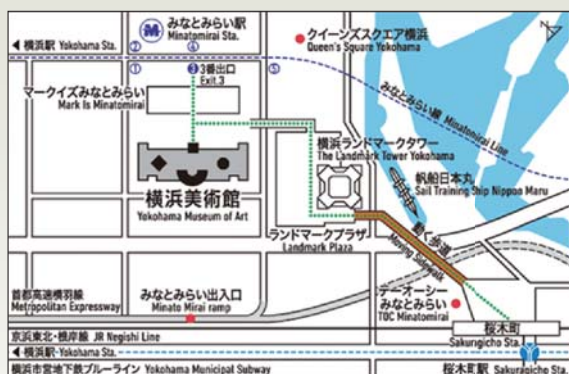 みなとみらい駅
Minatomirai Sta.
横浜駅 Yokohama Sta.
② ④
① ③ ⑤
3番出口
Exit.3
クイーンズスクエア横浜
Queen's Square Yokohama
マークイズみなとみらい
Mark Is Minatomirai
みなとみらい線 Minatomirai Line
横浜ランドマークタワー
The Landmark Tower Yokohama
帆船日本丸
Sail Training Ship Nippon Maru
横浜美術館
Yokohama Museum of Art
ランドマークプラザ
Landmark Plaza
動く歩道
Moving Sidewalk
首都高速横羽線
Metropolitan Expressway
みなとみらい出入口
Minato Mirai ramp
テーオーシー
みなとみらい
TOC Minatomirai
桜木町
Sakuragicho Sta.
京浜東北・根岸線 JR Negishi Line
横浜駅 Yokohama Sta.
横浜市営地下鉄ブルーライン Yokohama Municipal Subway
桜木町駅 Sakuragicho Sta.
N